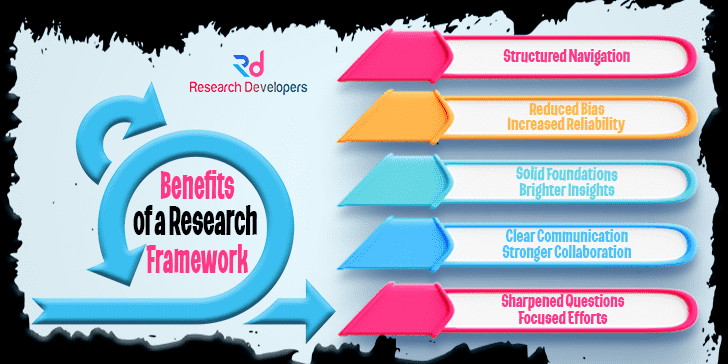 Rd
Research Developers
Benefits
of a Research
Framework
Structured Navigation
Reduced Bias
Increased Reliability
Solid Foundations
Brighter Insights
Clear Communication
Stronger Collaboration
Sharpened Questions
Focused Efforts